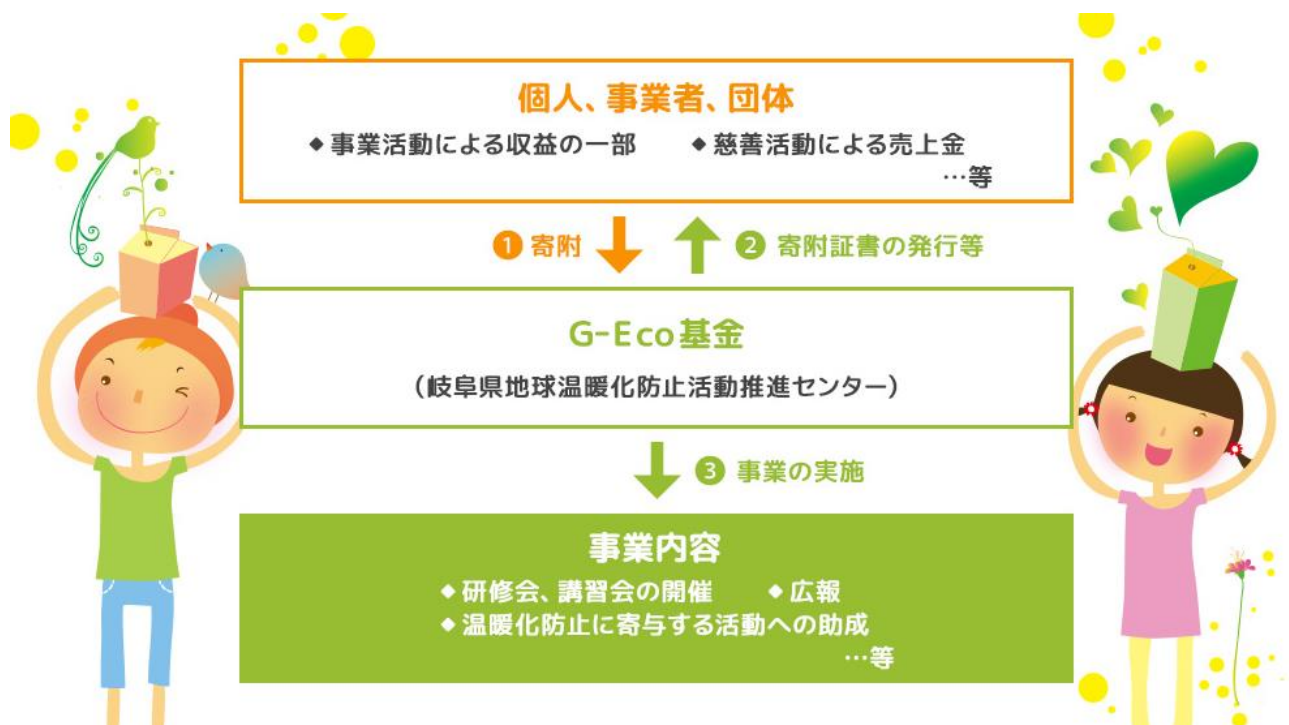 個人、事業者、団体
◆事業活動による収益の一部 ◆慈善活動による売上金
…等
❶ 寄附 ❷ 寄附証書の発行等
G-Eco基金
（岐阜県地球温暖化防止活動推進センター）
❸ 事業の実施
事業内容
◆研修会、講習会の開催 ◆広報
◆温暖化防止に寄与する活動への助成
…等